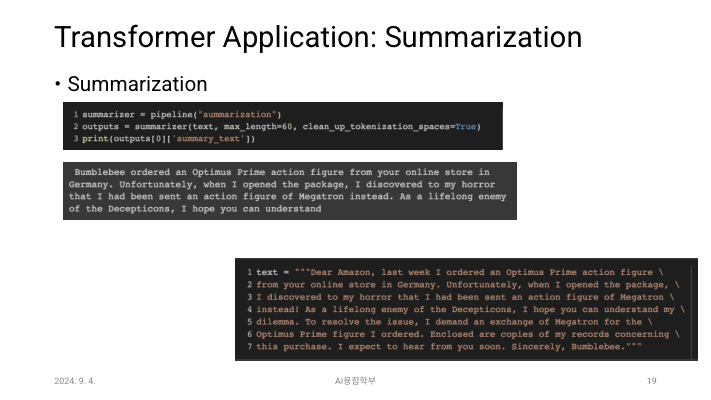 Transformer Application: Summarization
• Summarization
1 summarizer = pipeline("summarization")
2 outputs = summarizer(text, max_length=60, clean_up_tokenization_spaces=True)
3 print(outputs[0]['summary_text'])
Bumblebee ordered an Optimus Prime action figure from your online store in
Germany. Unfortunately, when I opened the package, I discovered to my horror
that I had been sent an action figure of Megatron instead. As a lifelong enemy
of the Decepticons, I hope you can understand
1 text = """Dear Amazon, last week I ordered an Optimus Prime action figure \
2 from your online store in Germany. Unfortunately, when I opened the package, \
3 I discovered to my horror that I had been sent an action figure of Megatron \
4 instead! As a lifelong enemy of the Decepticons, I hope you can understand my \
5 dilemma. To resolve the issue, I demand an exchange of Megatron for the \
6 Optimus Prime figure I ordered. Enclosed are copies of my records concerning \
7 this purchase. I expect to hear from you soon. Sincerely, Bumblebee."""
2024. 9. 4.
AI융합학부
19